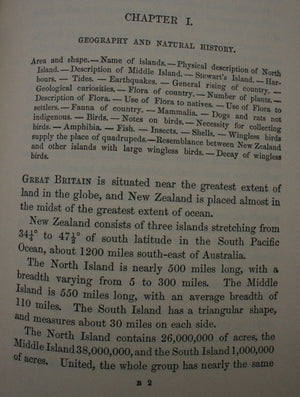 CHAPTER I.
GEOGRAPHY AND NATURAL HISTORY.
Area and shape.—Name of islands.—Physical description of North
Island.—Description of Middle Island.—Stewart's Island.—Har-
hours. — Tides. — Earthquakes. — General rising of country. —
Geological curiosities. — Flora of country. — Number of plants. —
Description of Flora. — Use of Flora to natives. — Use of Flora to
settlers. — Fauna of country. — Mammalia. — Dogs and rats not
indigenous. — Birds. — Notes on birds. — Necessity for collecting
birds. — Amphibia. — Fish. — Insects. — Shells. — Wingless birds
supply the place of quadrupeds.—Resemblance between New Zealand
and other islands with large wingless birds. — Decay of wingless
birds.
GREAT BRITAIN is situated near the greatest extent of
land in the globe, and New Zealand is placed almost in
the midst of the greatest extent of ocean.
New Zealand consists of three islands stretching from
34¼° to 47½° of south latitude in the South Pacific
Ocean, about 1200 miles south-east of Australia.
The North Island is nearly 500 miles long, with a
breadth varying from 5 to 300 miles. The Middle
Island is 550 miles long, with an average breadth of
110 miles. The South Island has a triangular shape,
and measures about 30 miles on each side.
The North Island contains 26,000,000 of acres, the
Middle Island 38,000,000, and the South Island 1,000,000
of acres. United, the whole group has nearly the same
B 2